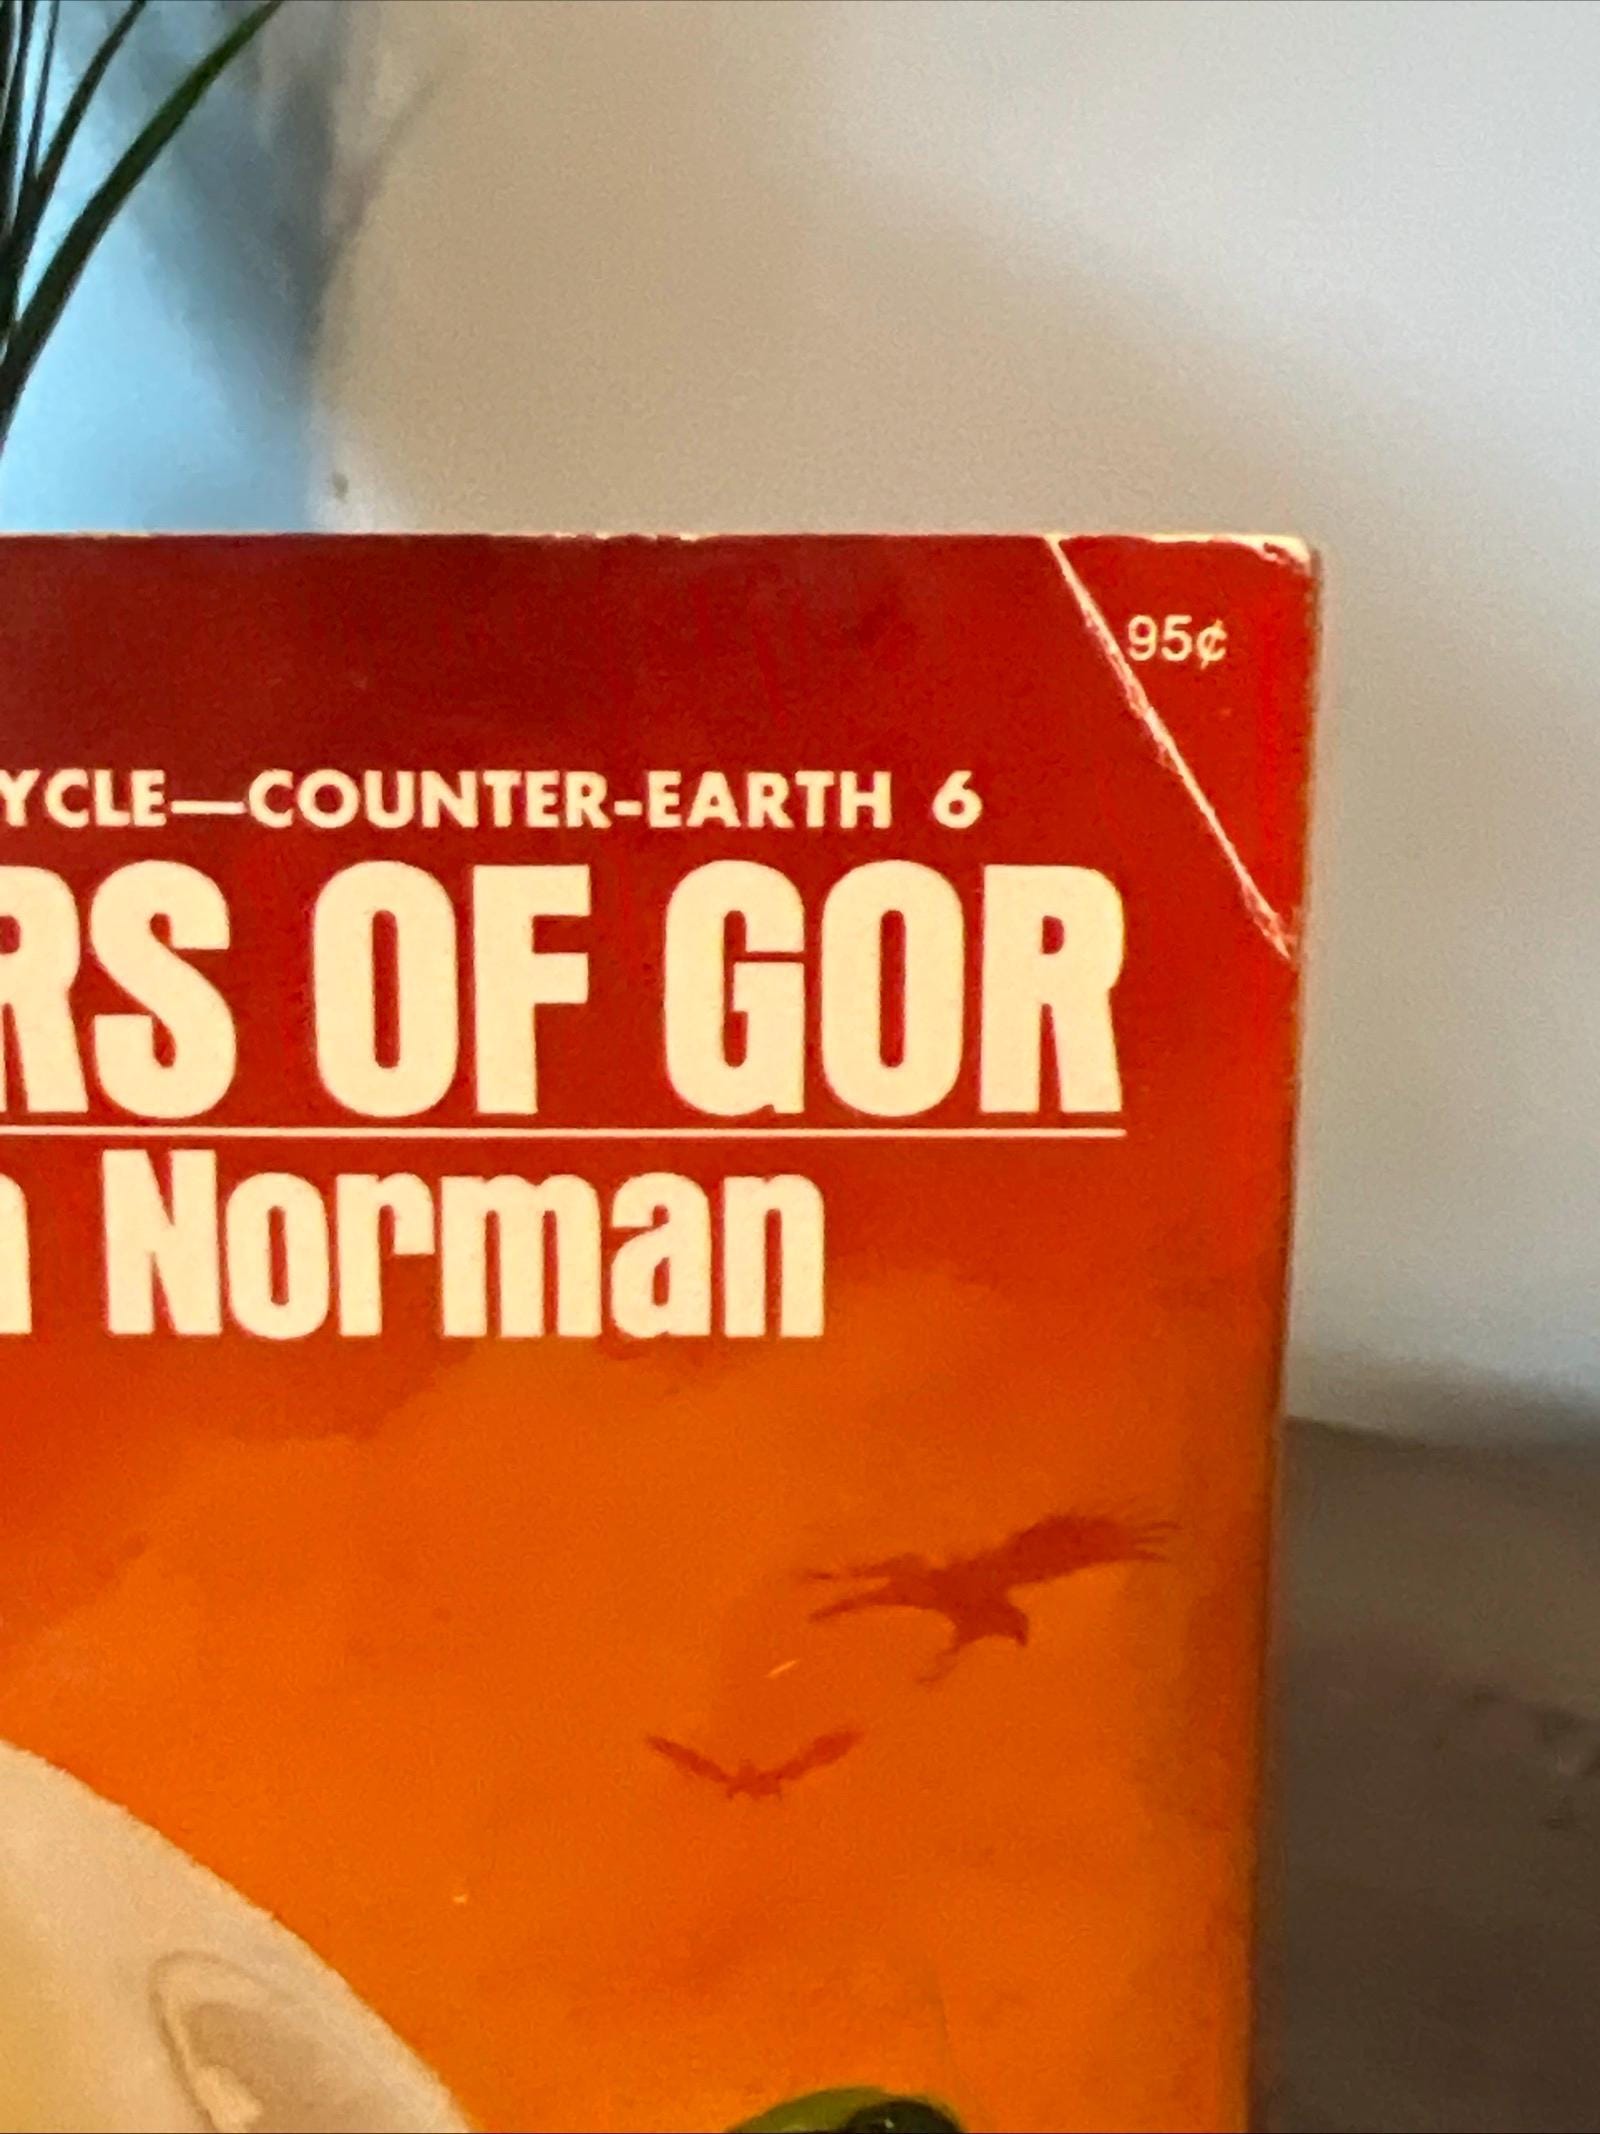 95¢
YCLE—COUNTER-EARTH 6
RS OF GOR
n Norman